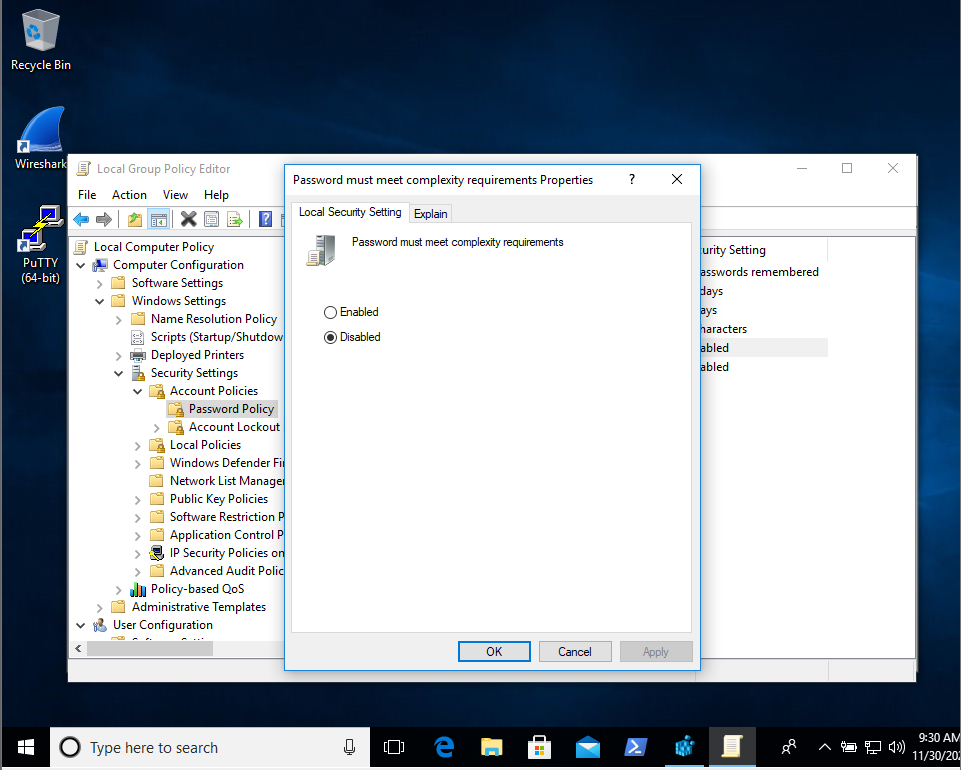 Recycle Bin
Wireshark
PuTTY
(64-bit)
Local Group Policy Editor
File Action View Help
Local Computer Policy
Computer Configuration
Software Settings
Windows Settings
Name Resolution Policy
Scripts (Startup/Shutdow
Deployed Printers
Security Settings
Account Policies
Password Policy
Account Lockout
Local Policies
Windows Defender Fi
Network List Manage
Public Key Policies
Software Restriction P
Application Control P
IP Security Policies on
Advanced Audit Polic
Policy-based QoS
Administrative Templates
User Configuration
Password must meet complexity requirements Properties
Local Security Setting Explain
Password must meet complexity requirements
Enabled
Disabled
OK Cancel Apply
urity Setting
asswords remembered
days
ays
haracters
abled
abled
Type here to search
9:30 AM
11/30/20